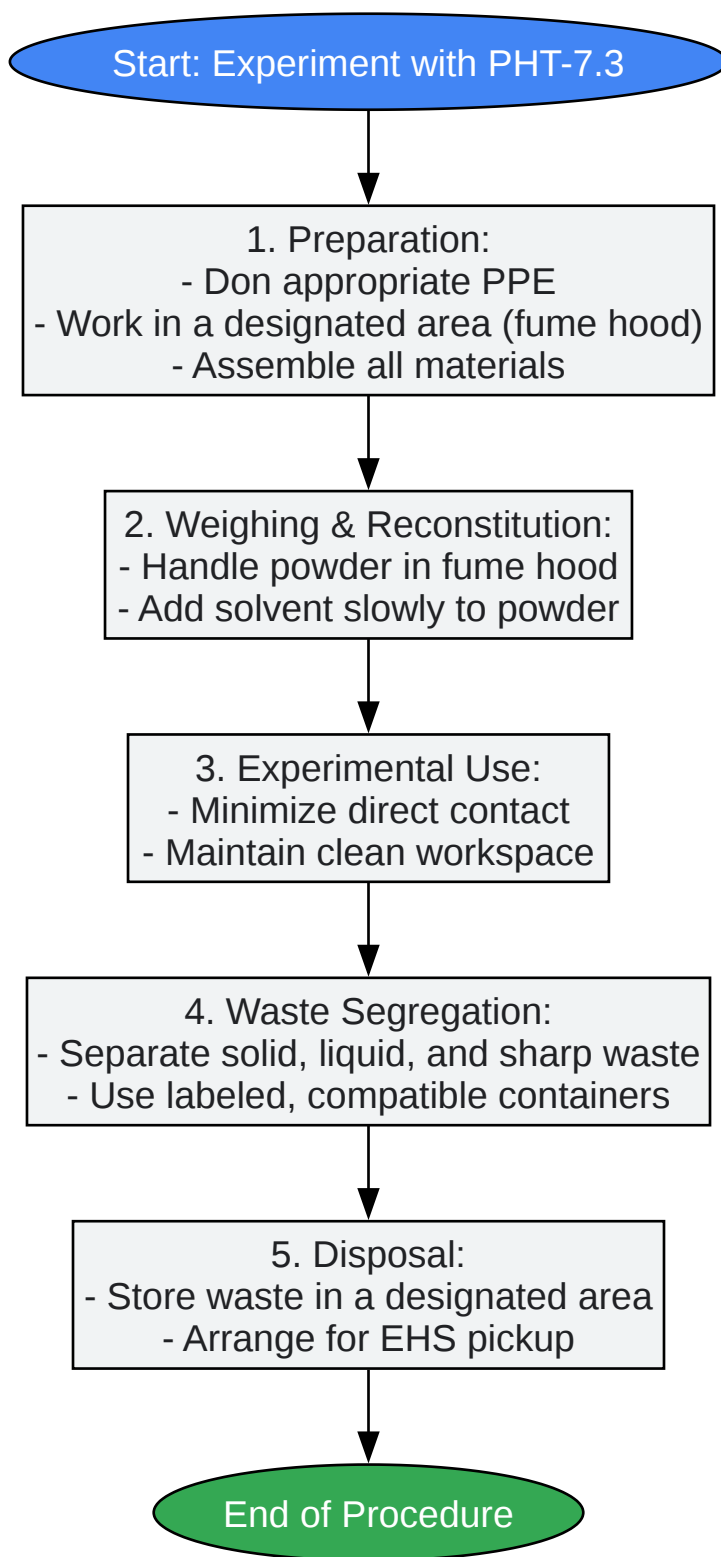 Start: Experiment with PHT-7.3
1. Preparation:
- Don appropriate PPE
- Work in a designated area (fume hood)
- Assemble all materials
2. Weighing & Reconstitution:
- Handle powder in fume hood
- Add solvent slowly to powder
3. Experimental Use:
- Minimize direct contact
- Maintain clean workspace
4. Waste Segregation:
- Separate solid, liquid, and sharp waste
- Use labeled, compatible containers
5. Disposal:
- Store waste in a designated area
- Arrange for EHS pickup
End of Procedure